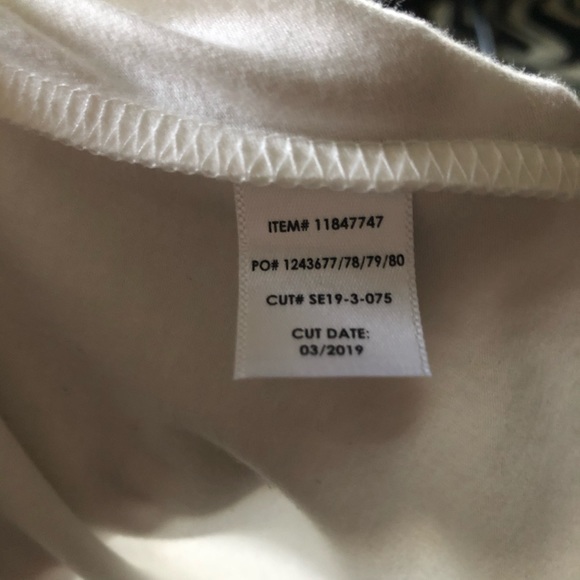 ITEM# 11847747
PO# 1243677/78/79/80
CUT# SE19-3-075
CUT DATE:
03/2019